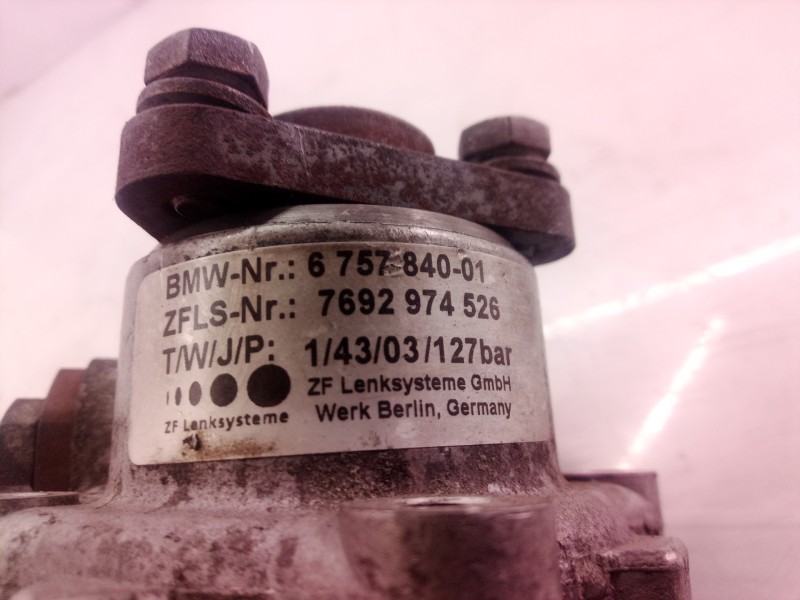 BMW-Nr.: 6 757 840-01
ZFLS-Nr.: 7692 974 526
T/W/J/P: 1/43/03/127bar
ZF Lenksysteme GmbH
ZF Lenksysteme
Werk Berlin, Germany